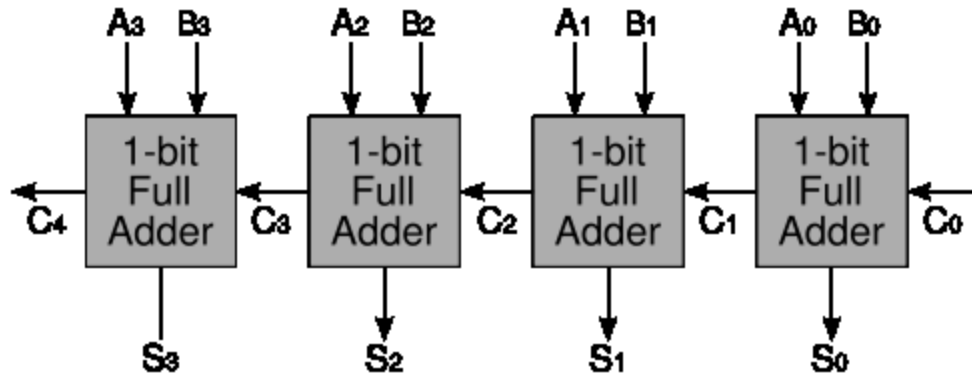 A3 B3 A2 B2 A1 B1 A0 B0
1-bit Full Adder
1-bit Full Adder
1-bit Full Adder
1-bit Full Adder
C4 C3 C2 C1 C0
S3 S2 S1 S0